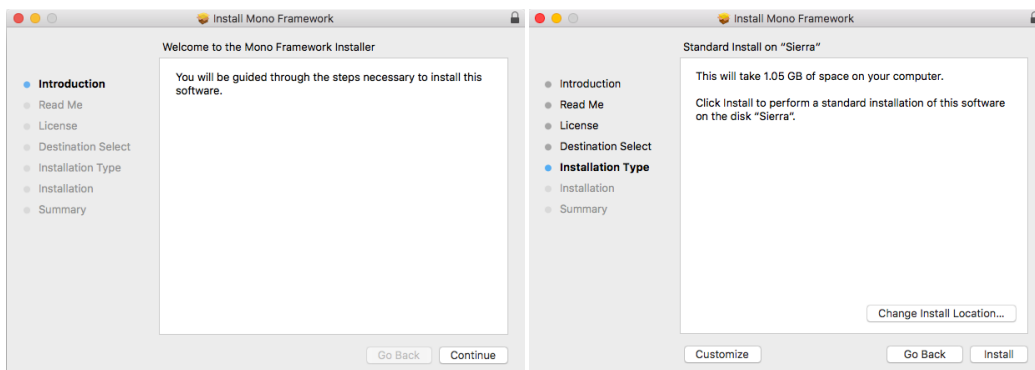 Install Mono Framework
Welcome to the Mono Framework Installer
Introduction
Read Me
License
Destination Select
Installation Type
Installation
Summary
You will be guided through the steps necessary to install this
software.
Go Back
Continue
Install Mono Framework
Standard Install on “Sierra”
Introduction
Read Me
License
Destination Select
Installation Type
Installation
Summary
This will take 1.05 GB of space on your computer.
Click Install to perform a standard installation of this software
on the disk “Sierra”.
Change Install Location...
Customize
Go Back
Install